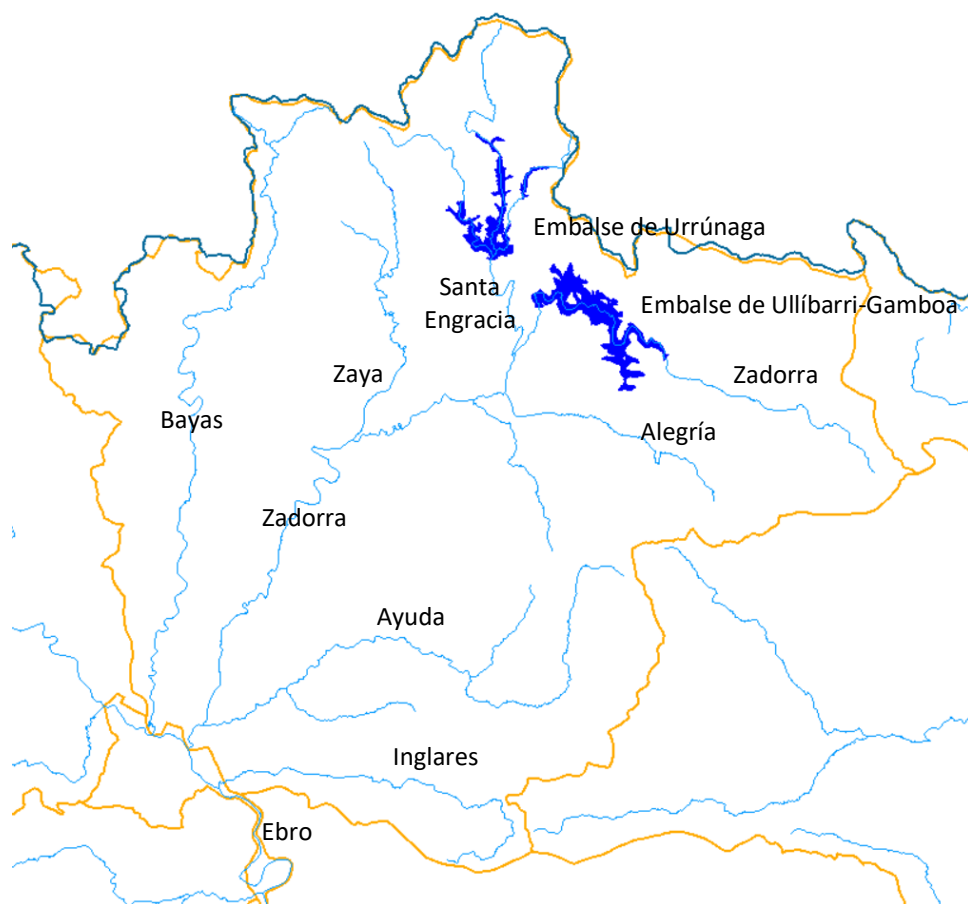 Embalse de Urrúnaga
Santa
Engracia
Embalse de Ullíbarri-Gamboa
Zaya
Zadorra
Bayas
Alegría
Zadorra
Ayuda
Inglares
Ebro